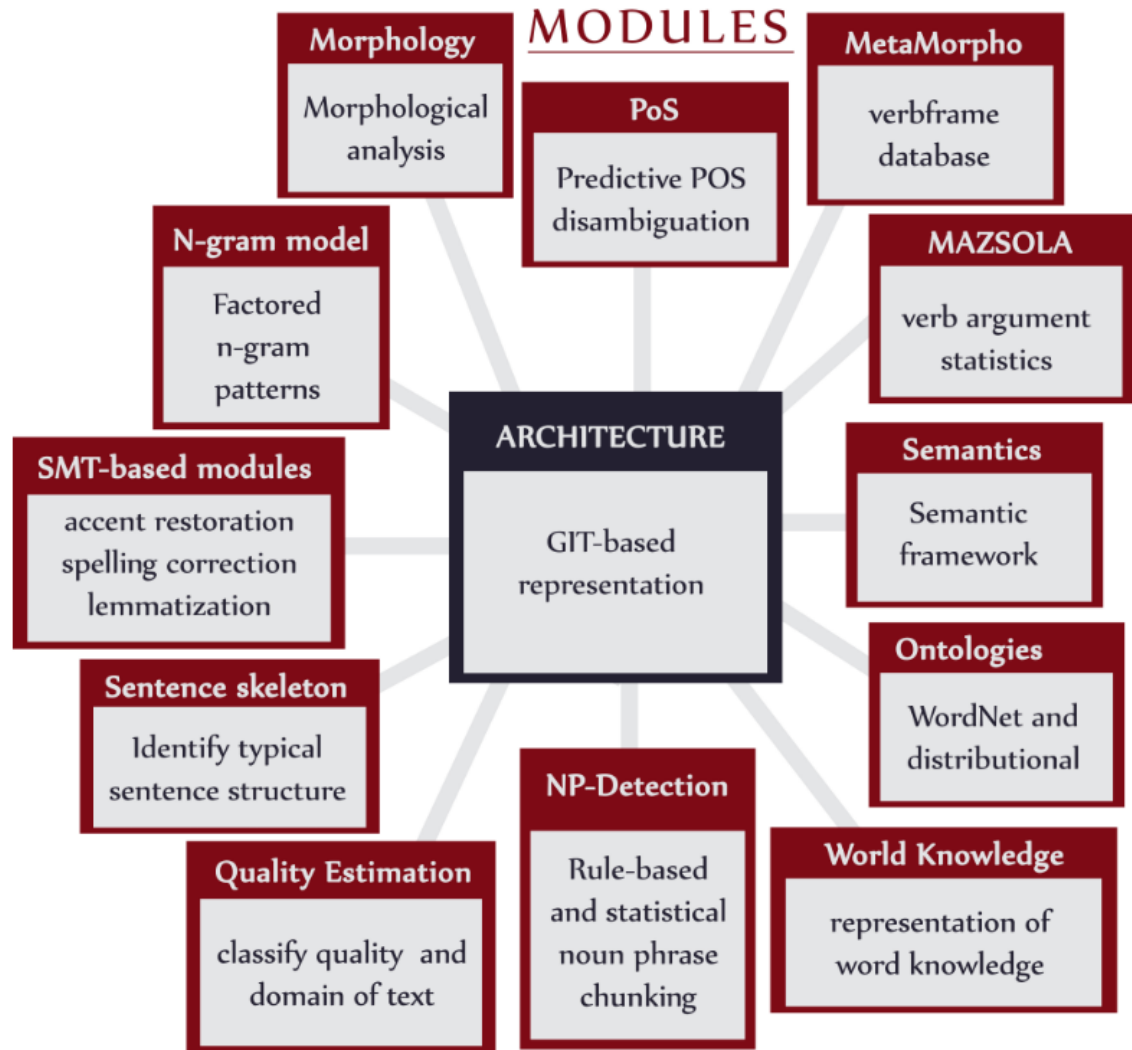 MODULES
Morphology
Morphological
analysis
PoS
Predictive POS
disambiguation
MetaMorpho
verbframe
database
N-gram model
Factored
n-gram
patterns
MAZSOLA
verb argument
statistics
ARCHITECTURE
GIT-based
representation
SMT-based modules
accent restoration
spelling correction
lemmatization
Semantics
Semantic
framework
Sentence skeleton
Identify typical
sentence structure
Ontologies
WordNet and
distributional
Quality Estimation
classify quality and
domain of text
NP-Detection
Rule-based
and statistical
noun phrase
chunking
World Knowledge
representation of
word knowledge